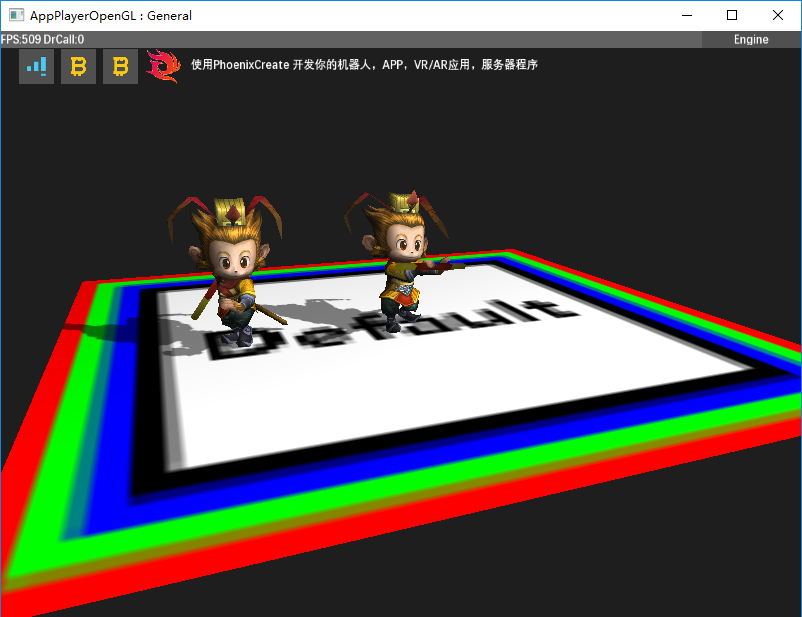 AppPlayerOpenGL : General
FPS:509 DrCall:0
Engine
使用PhoenixCreate 开发你的机器人，APP，VR/AR应用，服务器程序
Default